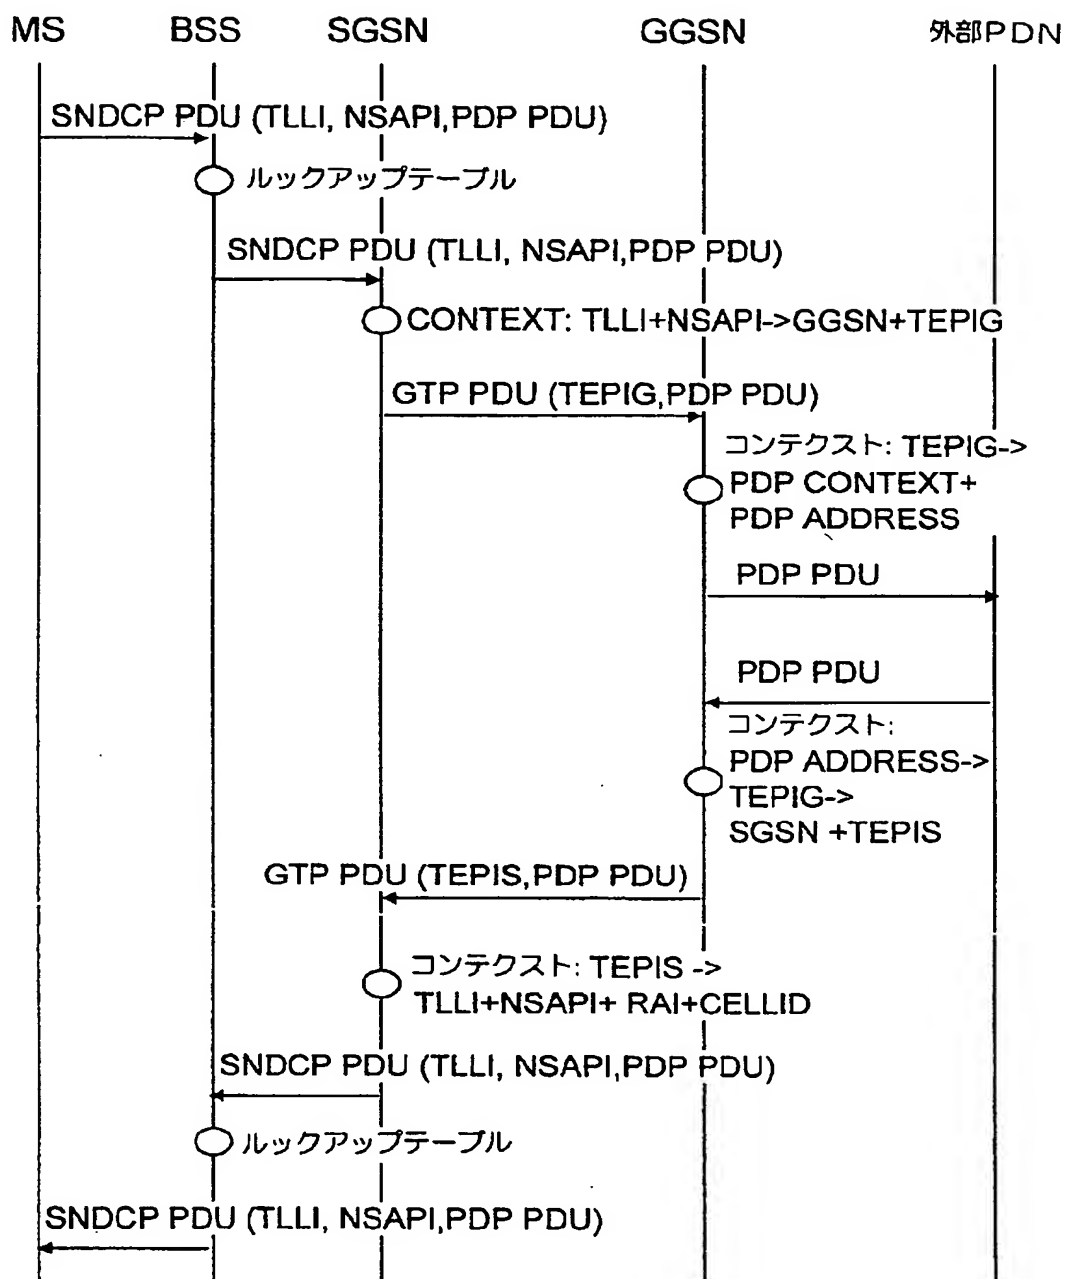 MS BSS SGSN GGSN 外部PDN
SNDCP PDU (TLLI, NSAPI,PDP PDU)
ルックアップテーブル
SNDCP PDU (TLLI, NSAPI,PDP PDU)
CONTEXT: TLLI+NSAPI->GGSN+TEPIG
GTP PDU (TEPIG,PDP PDU)
コンテクスト: TEPIG->
PDP CONTEXT+
PDP ADDRESS
PDP PDU
PDP PDU
コンテクスト:
PDP ADDRESS->
TEPIG->
SGSN +TEPIS
GTP PDU (TEPIS,PDP PDU)
コンテクスト: TEPIS ->
TLLI+NSAPI+ RAI+CELLID
SNDCP PDU (TLLI, NSAPI,PDP PDU)
ルックアップテーブル
SNDCP PDU (TLLI, NSAPI,PDP PDU)